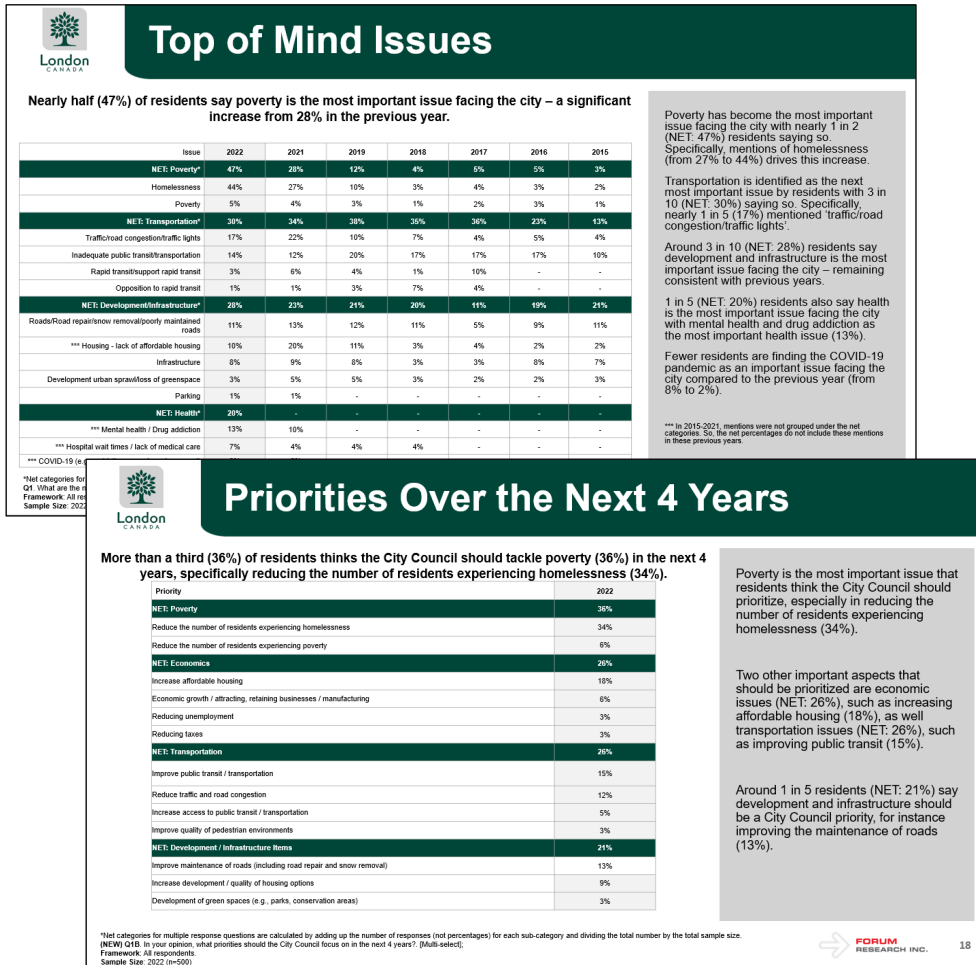 London
CANADA
Top of Mind Issues
Nearly half (47%) of residents say poverty is the most important issue facing the city – a significant
increase from 28% in the previous year.
Issue 2022 2021 2019 2018 2017 2016 2015
NET: Poverty* 47% 28% 12% 4% 5% 5% 3%
Homelessness 44% 27% 10% 3% 4% 3% 2%
Poverty 5% 4% 3% 1% 2% 3% 1%
NET: Transportation* 30% 34% 38% 35% 36% 23% 13%
Traffic/road congestion/traffic lights 17% 22% 10% 7% 4% 5% 4%
Inadequate public transit/transportation 14% 12% 20% 17% 17% 17% 10%
Rapid transit/support rapid transit 3% 6% 4% 1% 10% - -
Opposition to rapid transit 1% 1% 3% 7% 4% - -
NET: Development/Infrastructure* 28% 23% 21% 20% 11% 19% 21%
Roads/Road repair/snow removal/poorly maintained
roads 11% 13% 12% 11% 5% 9% 11%
*** Housing - lack of affordable housing 10% 20% 11% 3% 4% 2% 2%
Infrastructure 8% 9% 8% 3% 3% 8% 7%
Development urban sprawl/loss of greenspace 3% 5% 5% 3% 2% 2% 3%
Parking 1% 1% - - - - -
NET: Health* 20% - - - - - -
*** Mental health / Drug addiction 13% 10% - - - - -
*** Hospital wait times / lack of medical care 7% 4% 4% 4% - - -
*** COVID-19 (e.g
*Net categories for
Q1. What are the m
Framework: All res
Sample Size: 2022
Poverty has become the most important
issue facing the city with nearly 1 in 2
(NET: 47%) residents saying so.
Specifically, mentions of homelessness
(from 27% to 44%) drives this increase.
Transportation is identified as the next
most important issue by residents with 3 in
10 (NET: 30%) saying so. Specifically,
nearly 1 in 5 (17%) mentioned 'traffic/road
congestion/traffic lights'.
Around 3 in 10 (NET: 28%) residents say
development and infrastructure is the most
important issue facing the city – remaining
consistent with previous years.
1 in 5 (NET: 20%) residents also say health
is the most important issue facing the city
with mental health and drug addiction as
the most important health issue (13%).
Fewer residents are finding the COVID-19
pandemic as an important issue facing the
city compared to the previous year (from
8% to 2%).
*** In 2015-2021, mentions were not grouped under the net
categories. So, the net percentages do not include these mentions
in these previous years.
London
CANADA
Priorities Over the Next 4 Years
More than a third (36%) of residents thinks the City Council should tackle poverty (36%) in the next 4
years, specifically reducing the number of residents experiencing homelessness (34%).
Priority 2022
NET: Poverty 36%
Reduce the number of residents experiencing homelessness 34%
Reduce the number of residents experiencing poverty 6%
NET: Economics 26%
Increase affordable housing 18%
Economic growth / attracting, retaining businesses / manufacturing 6%
Reducing unemployment 3%
Reducing taxes 3%
NET: Transportation 26%
Improve public transit / transportation 15%
Reduce traffic and road congestion 12%
Increase access to public transit / transportation 5%
Improve quality of pedestrian environments 3%
NET: Development / Infrastructure Items 21%
Improve maintenance of roads (including road repair and snow removal) 13%
Increase development / quality of housing options 9%
Development of green spaces (e.g., parks, conservation areas) 3%
Poverty is the most important issue that
residents think the City Council should
prioritize, especially in reducing the
number of residents experiencing
homelessness (34%).
Two other important aspects that
should be prioritized are economic
issues (NET: 26%), such as increasing
affordable housing (18%), as well
transportation issues (NET: 26%), such
as improving public transit (15%).
Around 1 in 5 residents (NET: 21%) say
development and infrastructure should
be a City Council priority, for instance
improving the maintenance of roads
(13%).
*Net categories for multiple response questions are calculated by adding up the number of responses (not percentages) for each sub-category and dividing the total number by the total sample size.
(NEW) Q1B. In your opinion, what priorities should the City Council focus on in the next 4 years?. [Multi-select];
Framework: All respondents.
Sample Size: 2022 (n=500)
FORUM
RESEARCH INC.
18